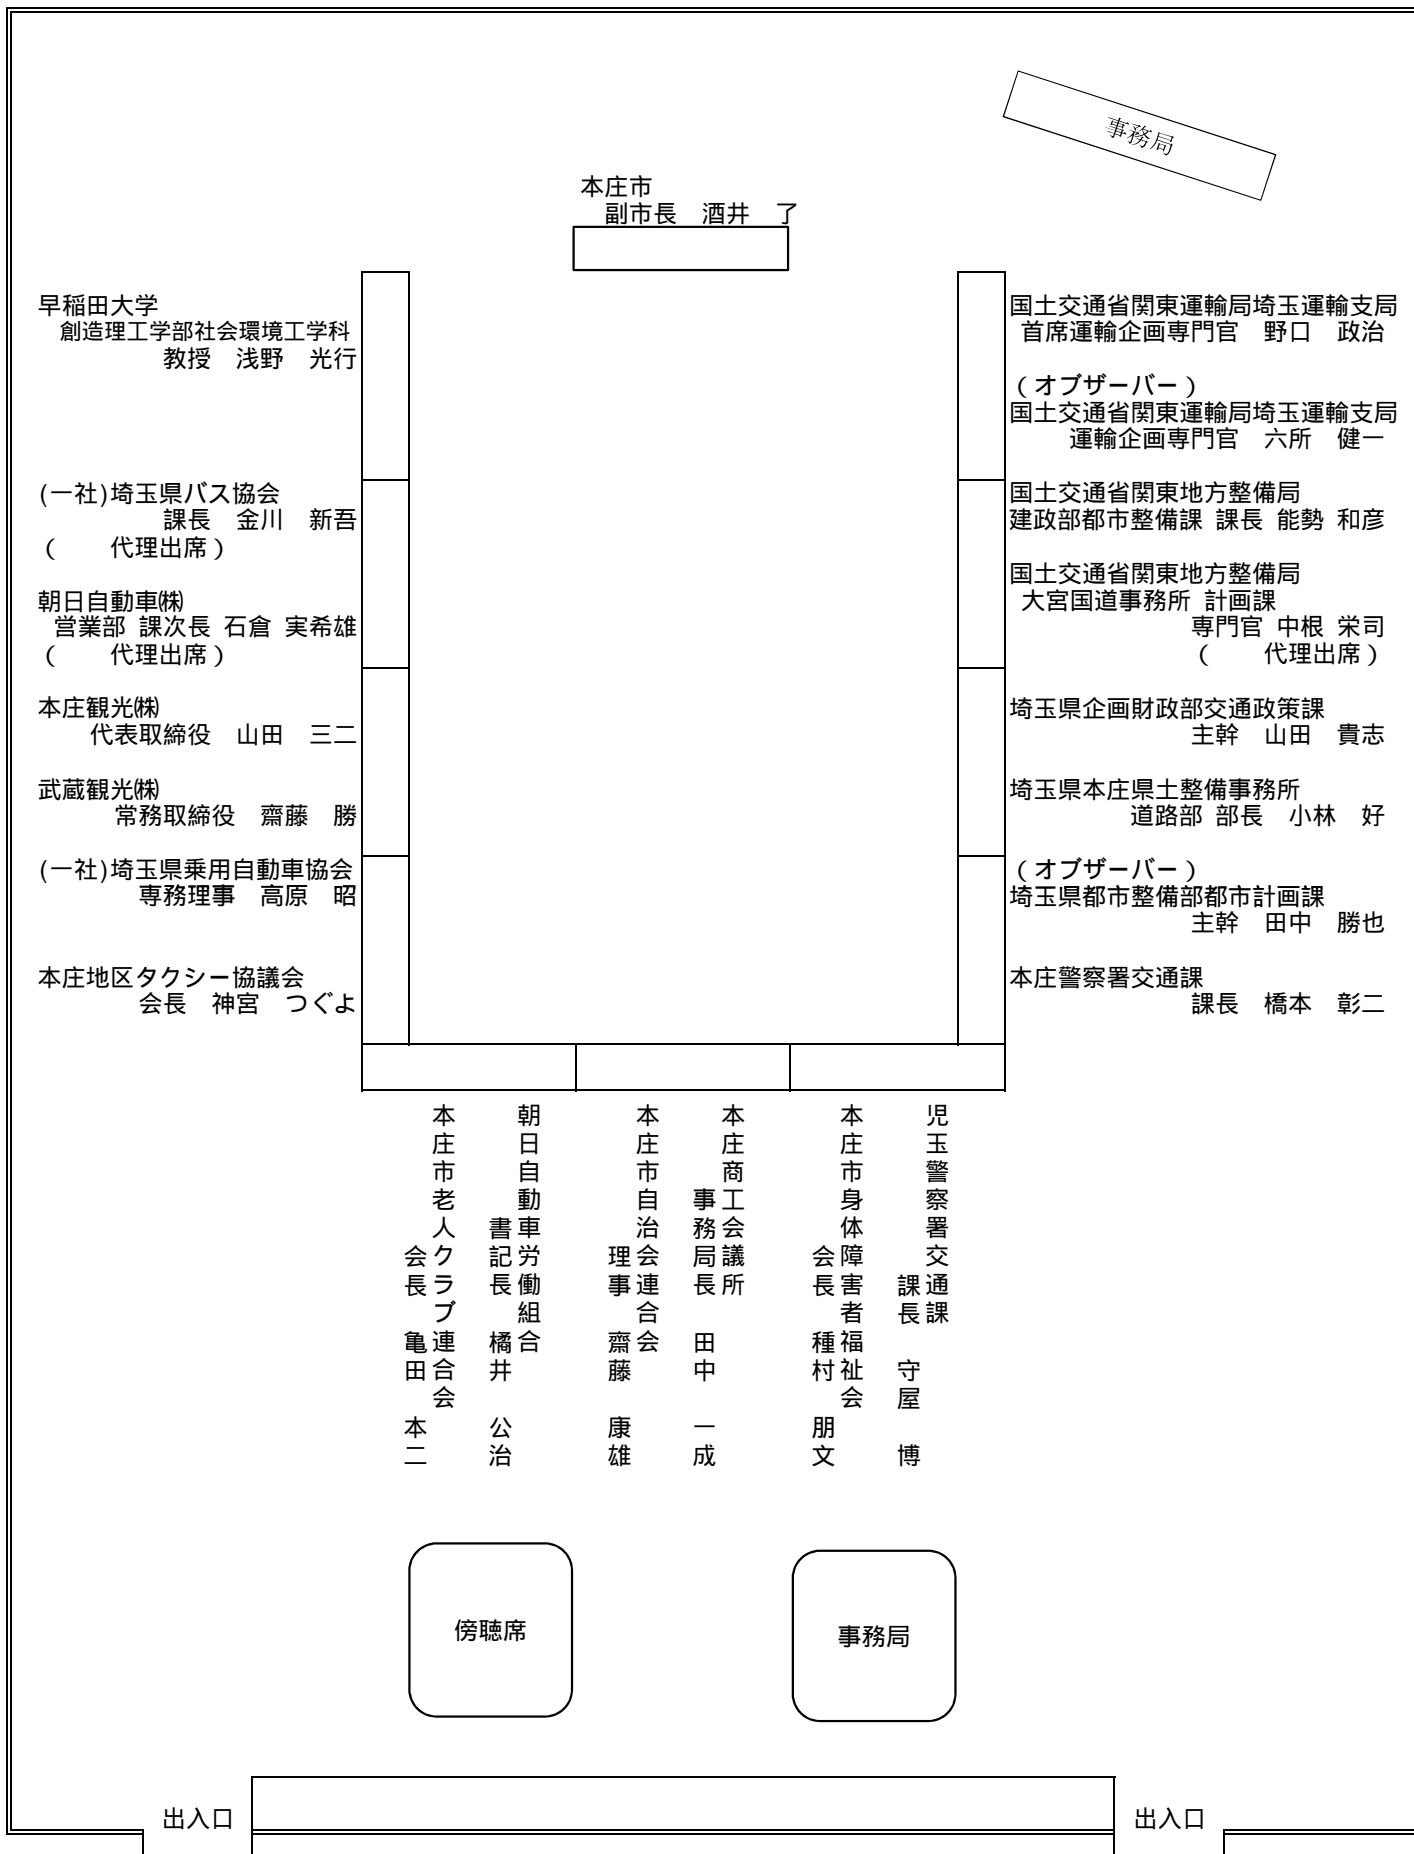 事務局
本庄市
副市長　酒井　了
早稲田大学
創造理工学部社会環境工学科
教授　浅野　光行
(一社)埼玉県バス協会
課長　金川　新吾
(　　代理出席)
朝日自動車㈱
営業部 課次長 石倉 実希雄
(　　代理出席)
本庄観光㈱
代表取締役　山田　三二
武蔵観光㈱
常務取締役　齋藤　勝
(一社)埼玉県乗用自動車協会
専務理事　高原　昭
本庄地区タクシー協議会
会長　神宮　つぐよ
国土交通省関東運輸局埼玉運輸支局
首席運輸企画専門官　野口　政治
(オブザーバー)
国土交通省関東運輸局埼玉運輸支局
運輸企画専門官　六所　健一
国土交通省関東地方整備局
建政部都市整備課 課長 能勢 和彦
国土交通省関東地方整備局
大宮国道事務所 計画課
専門官 中根 栄司
(　　代理出席)
埼玉県企画財政部交通政策課
主幹　山田　貴志
埼玉県本庄県土整備事務所
道路部 部長　小林　好
(オブザーバー)
埼玉県都市整備部都市計画課
主幹　田中　勝也
本庄警察署交通課
課長　橋本　彰二
児玉警察署交通課
課長　守屋　博
本庄市身体障害者福祉会
会長　種村　朋文
本庄商工会議所
事務局長　田中　一成
本庄市自治会連合会
理事　齋藤　康雄
朝日自動車労働組合
書記長　橘井　公治
本庄市老人クラブ連合会
会長　亀田　本二
傍聴席
事務局
出入口
出入口